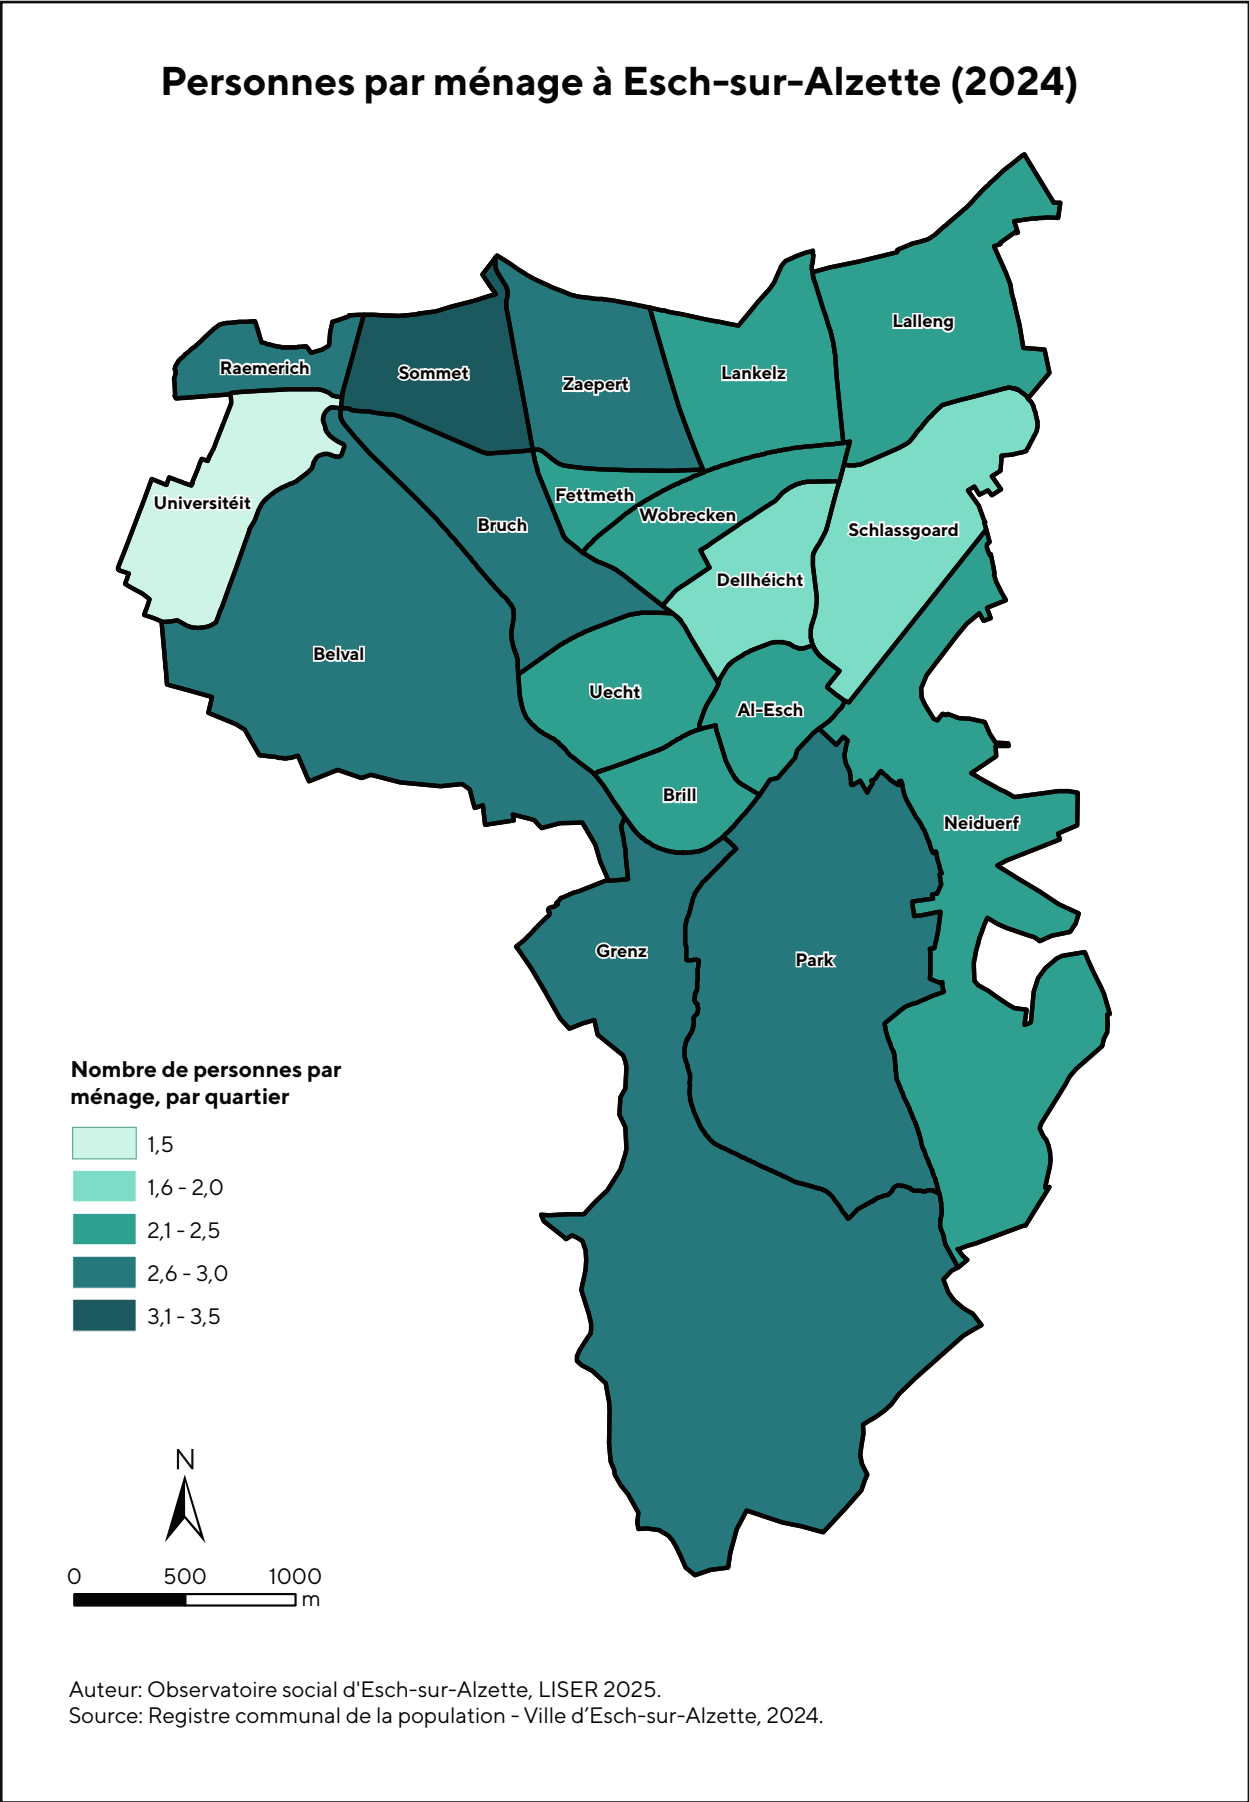 Personnes par ménage à Esch-sur-Alzette (2024)
Lalleng
Raemerich
Sommet
Lankelz
Zaepert
Fettmeth
Universitéit
Wobrecken
Bruch
Schlassgoard
Dellhéicht
Belval
Uecht
Al-Esch
Brill
Neiduerf
Grenz
Park
Nombre de personnes par
ménage, par quartier
1,5
1,6 - 2,0
2,1 - 2,5
2,6 - 3,0
3,1 - 3,5
N
0 500 1000
m
Auteur: Observatoire social d'Esch-sur-Alzette, LISER 2025.
Source: Registre communal de la population - Ville d’Esch-sur-Alzette, 2024.